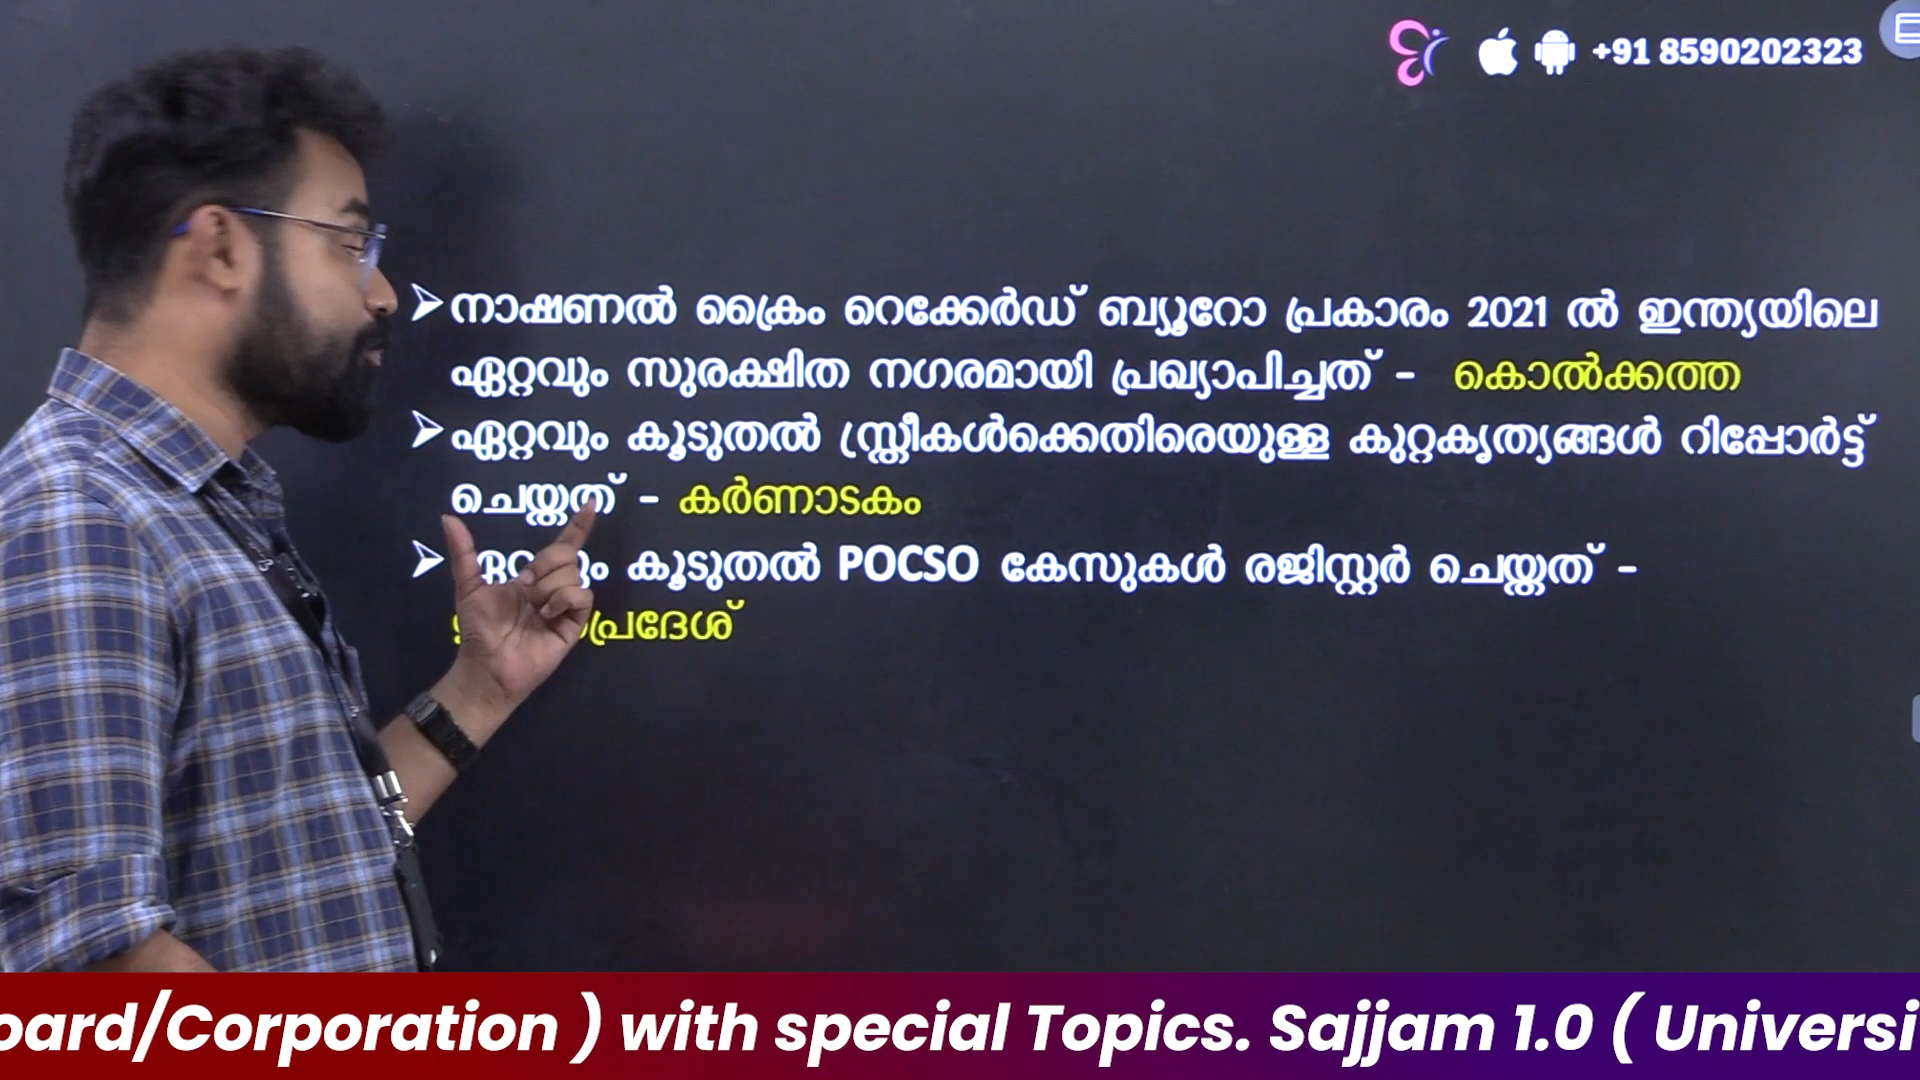 +91 8590202323
➢നാഷണൽ ക്രൈം റെക്കേർഡ് ബ്യൂറോ പ്രകാരം 2021 ൽ ഇന്ത്യയിലെ
ഏറ്റവും സുരക്ഷിത നഗരമായി പ്രഖ്യാപിച്ചത് - കൊൽക്കത്ത
➢ഏറ്റവും കൂടുതൽ സ്ത്രീകൾക്കെതിരെയുള്ള കുറ്റകൃത്യങ്ങൾ റിപ്പോർട്ട്
ചെയ്തത് - കർണാടകം
➢ കൂടുതൽ POCSO കേസുകൾ രജിസ്റ്റർ ചെയ്തത് -
പ്രദേശ്
oard/Corporation ) with special Topics. Sajjam 1.0 ( Universi